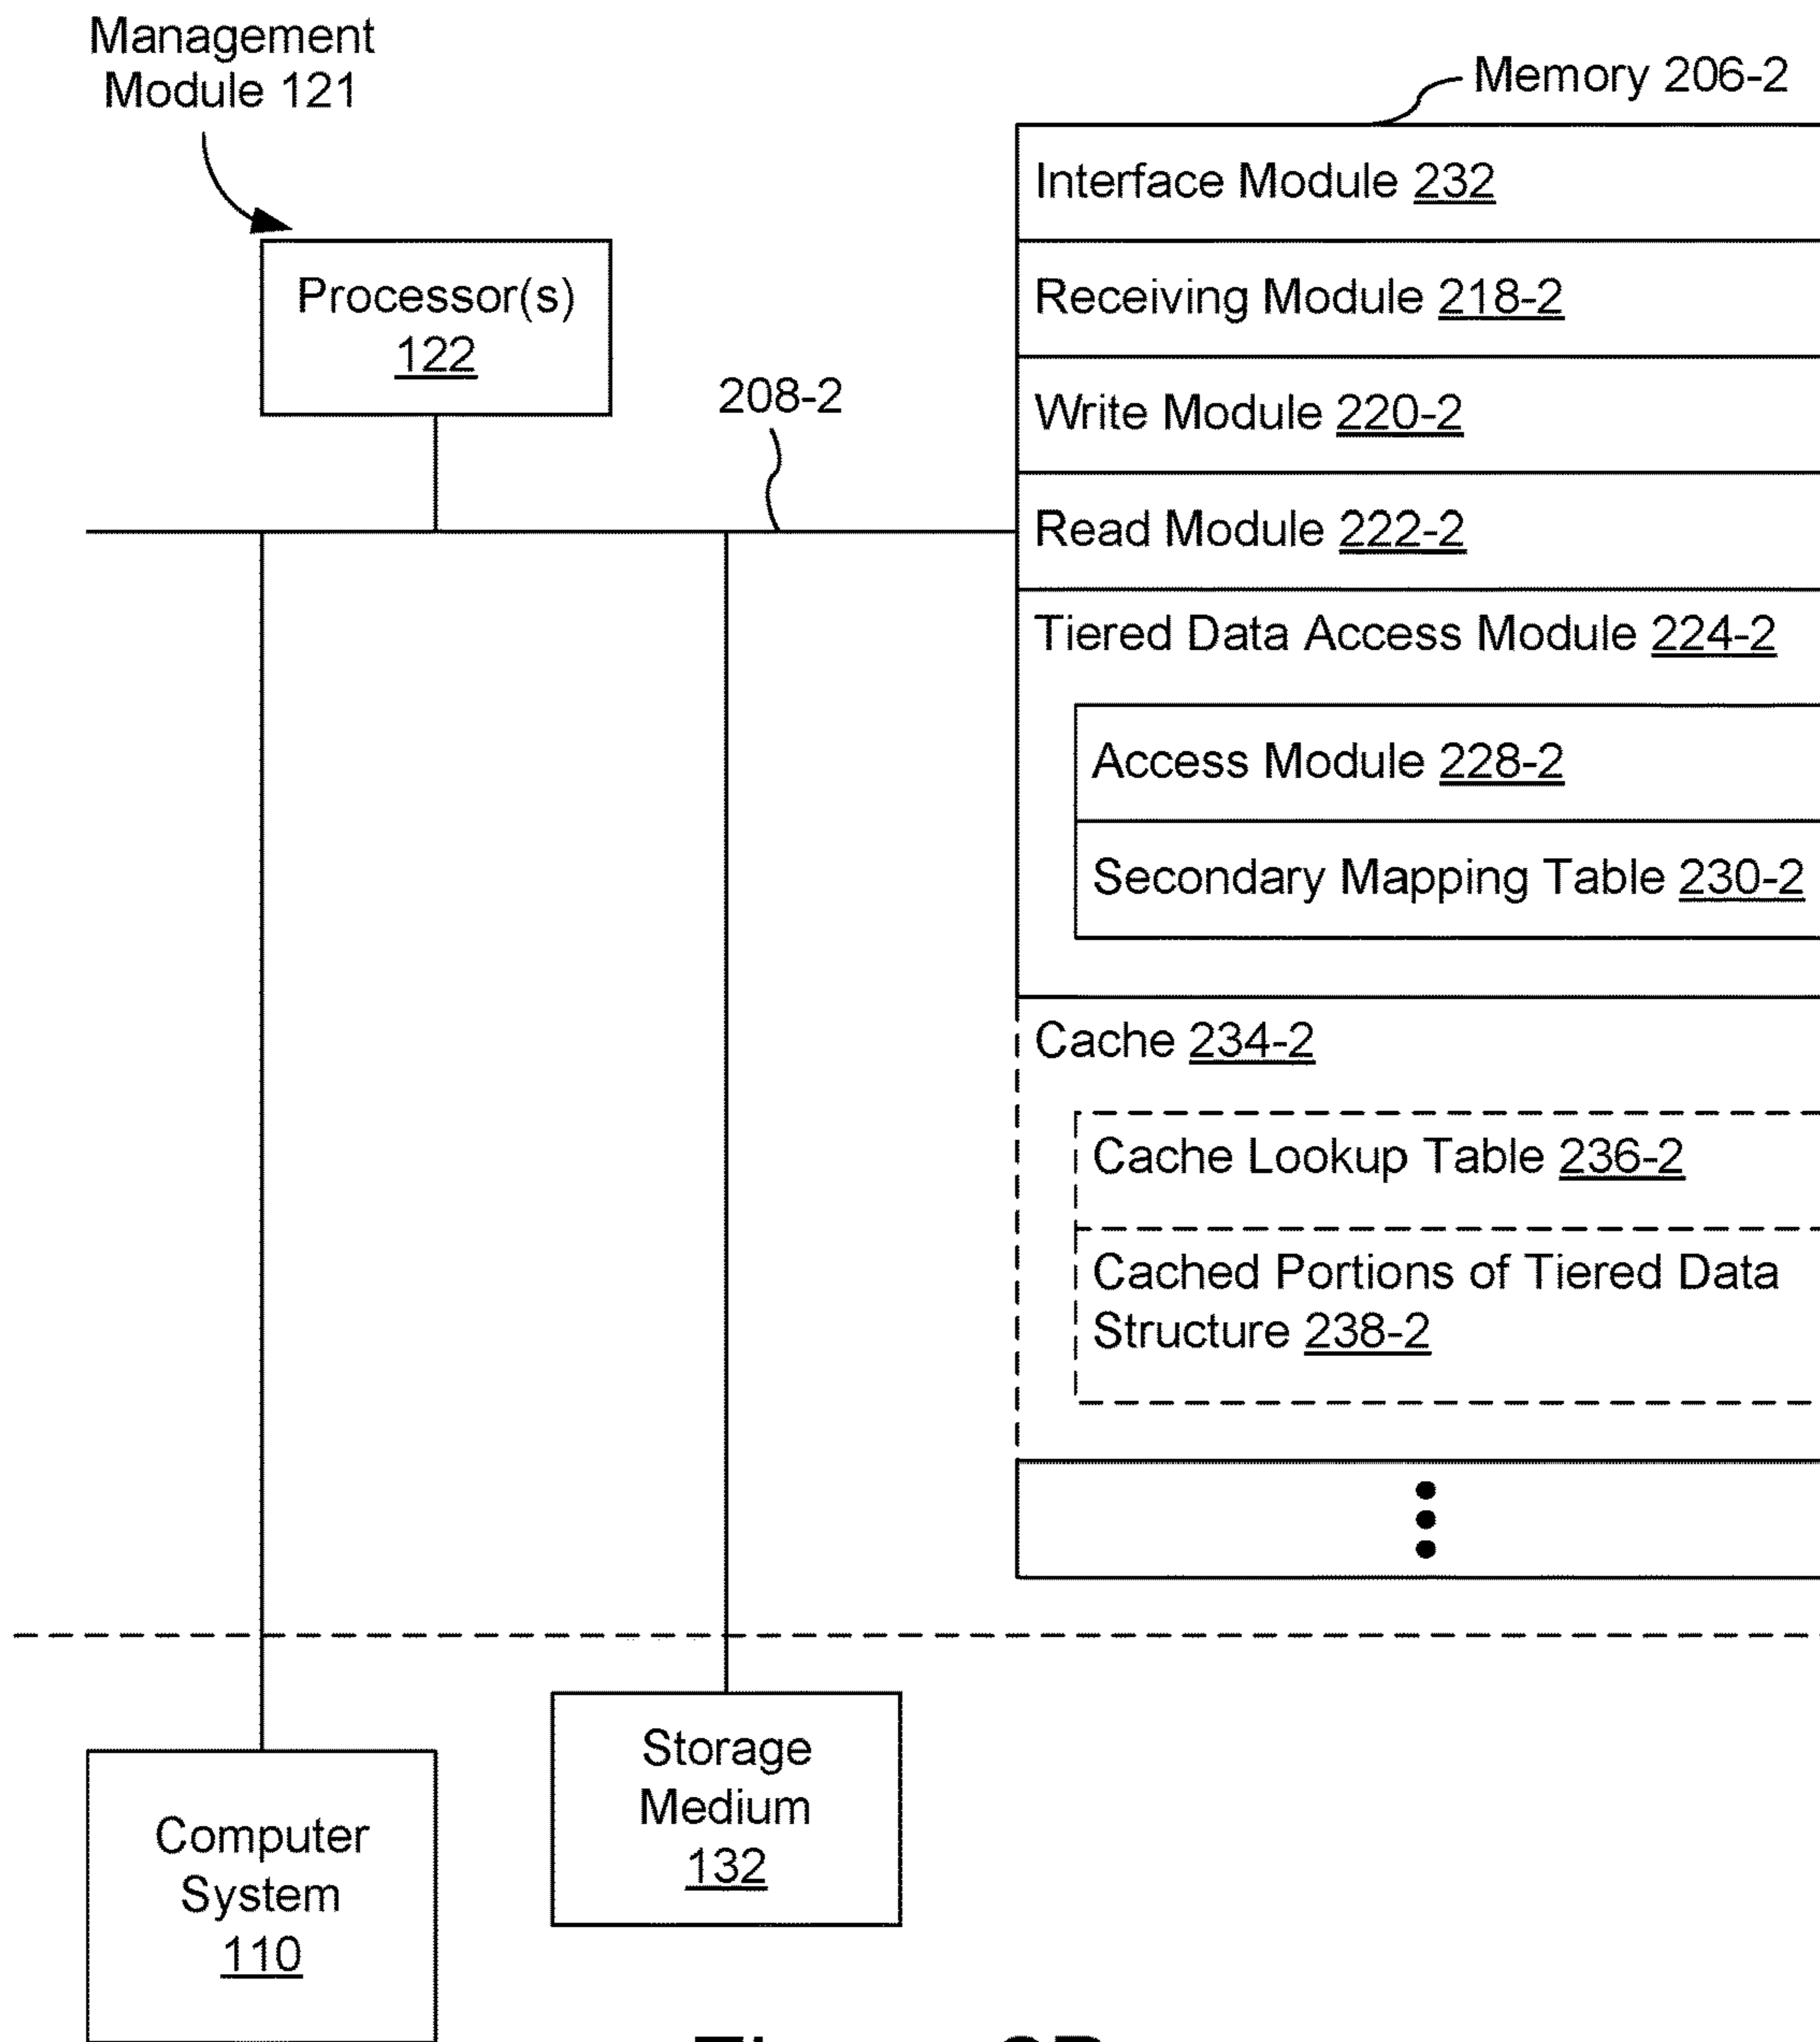 Management
Module 121
Memory 206-2
Interface Module 232
Processor(s)
122
Receiving Module 218-2
208-2
Write Module 220-2
Read Module 222-2
Tiered Data Access Module 224-2
Access Module 228-2
Secondary Mapping Table 230-2
Cache 234-2
Cache Lookup Table 236-2
Cached Portions of Tiered Data
Structure 238-2
Storage
Medium
132
Computer
System
110